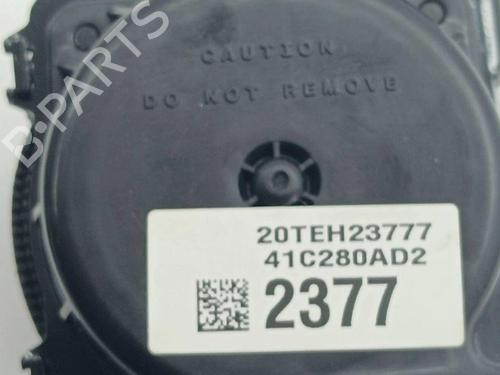 CAUTION
DO NOT REMOVE
B-PARTS
20TEH23777
41C280AD2
2377